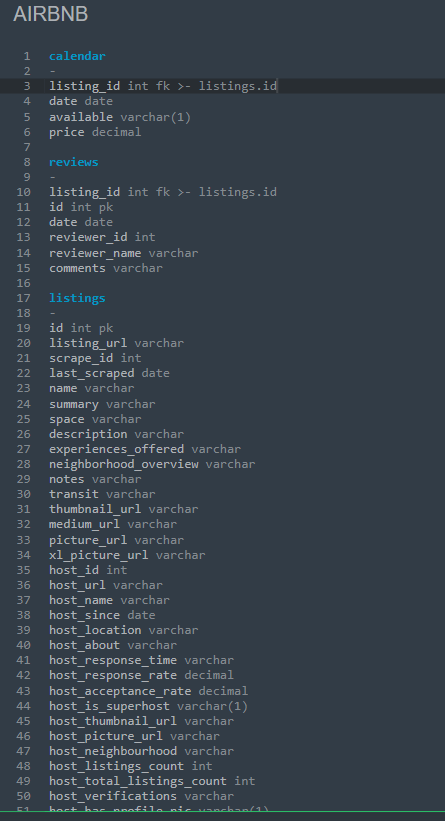 AIRBNB
1 calendar
2 -
3 listing_id int fk >- listings.id
4 date date
5 available varchar(1)
6 price decimal
7
8 reviews
9 -
10 listing_id int fk >- listings.id
11 id int pk
12 date date
13 reviewer_id int
14 reviewer_name varchar
15 comments varchar
16
17 listings
18 -
19 id int pk
20 listing_url varchar
21 scrape_id int
22 last_scraped date
23 name varchar
24 summary varchar
25 space varchar
26 description varchar
27 experiences_offered varchar
28 neighborhood_overview varchar
29 notes varchar
30 transit varchar
31 thumbnail_url varchar
32 medium_url varchar
33 picture_url varchar
34 xl_picture_url varchar
35 host_id int
36 host_url varchar
37 host_name varchar
38 host_since date
39 host_location varchar
40 host_about varchar
41 host_response_time varchar
42 host_response_rate decimal
43 host_acceptance_rate decimal
44 host_is_superhost varchar(1)
45 host_thumbnail_url varchar
46 host_picture_url varchar
47 host_neighbourhood varchar
48 host_listings_count int
49 host_total_listings_count int
50 host_verifications varchar
51 host_has_profile_pic varchar(1)